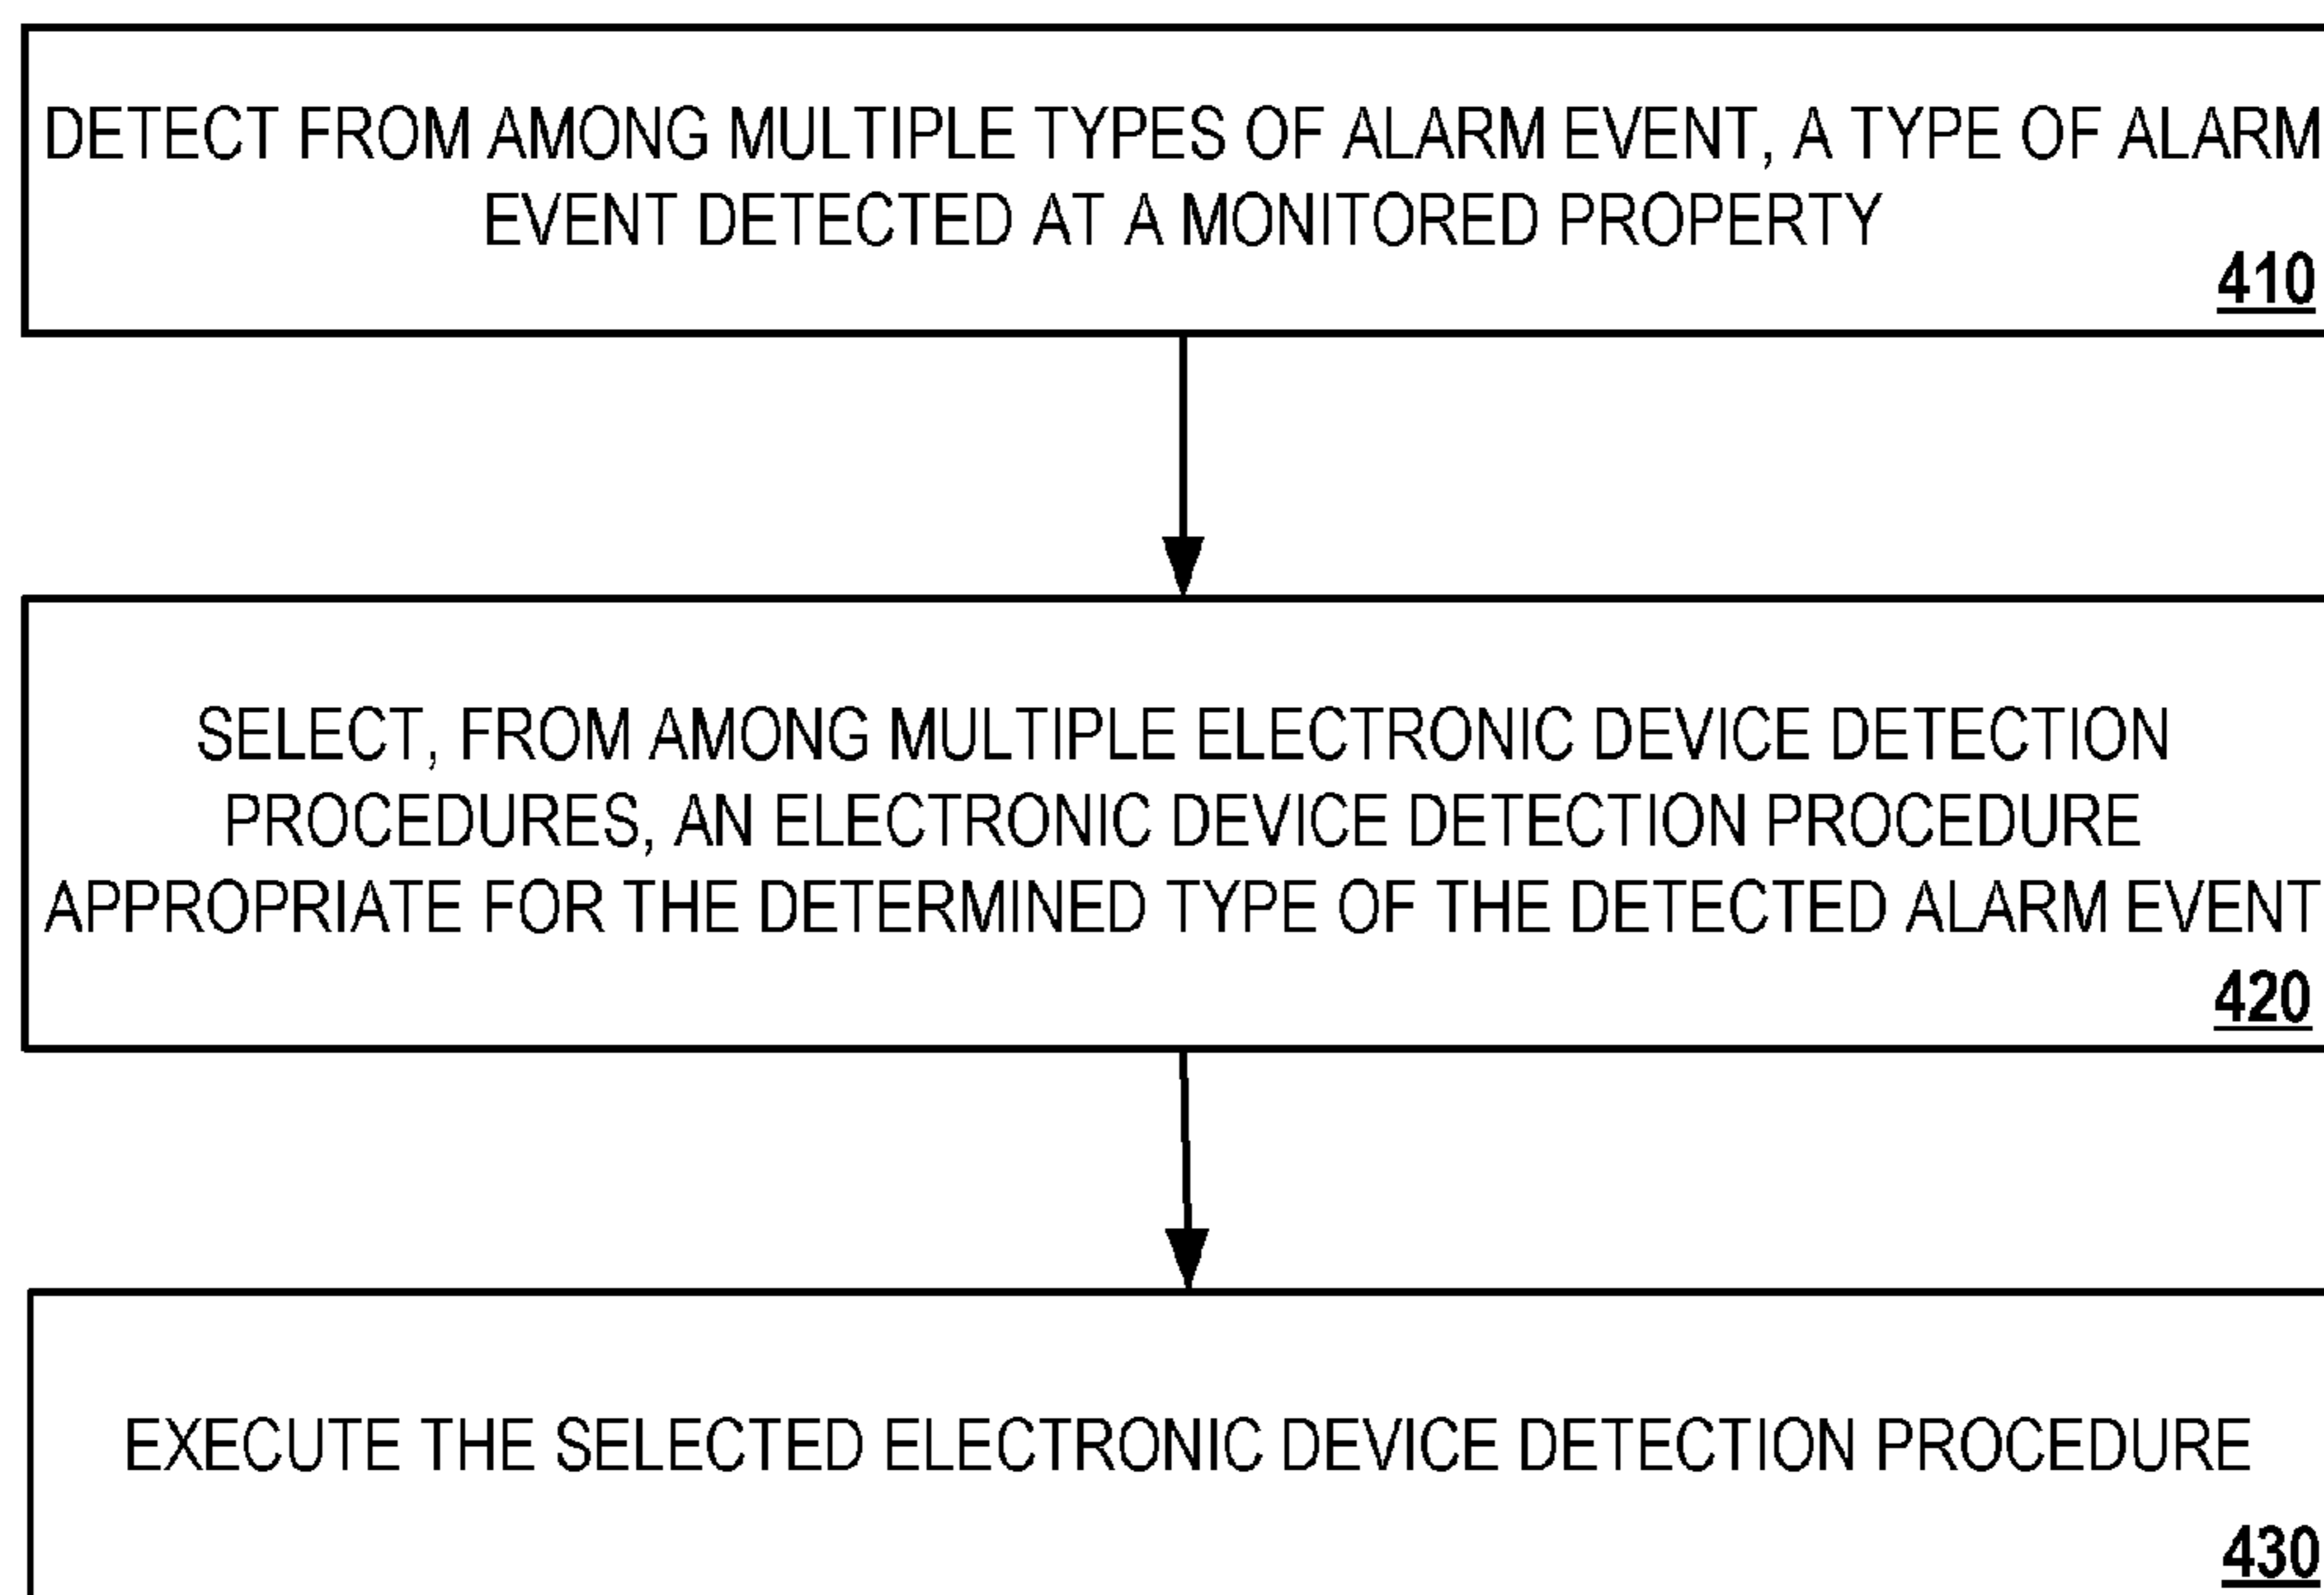 DETECT FROM AMONG MULTIPLE TYPES OF ALARM EVENT, A TYPE OF ALARM
EVENT DETECTED AT A MONITORED PROPERTY
410
SELECT, FROM AMONG MULTIPLE ELECTRONIC DEVICE DETECTION
PROCEDURES, AN ELECTRONIC DEVICE DETECTION PROCEDURE
APPROPRIATE FOR THE DETERMINED TYPE OF THE DETECTED ALARM EVENT
420
EXECUTE THE SELECTED ELECTRONIC DEVICE DETECTION PROCEDURE
430